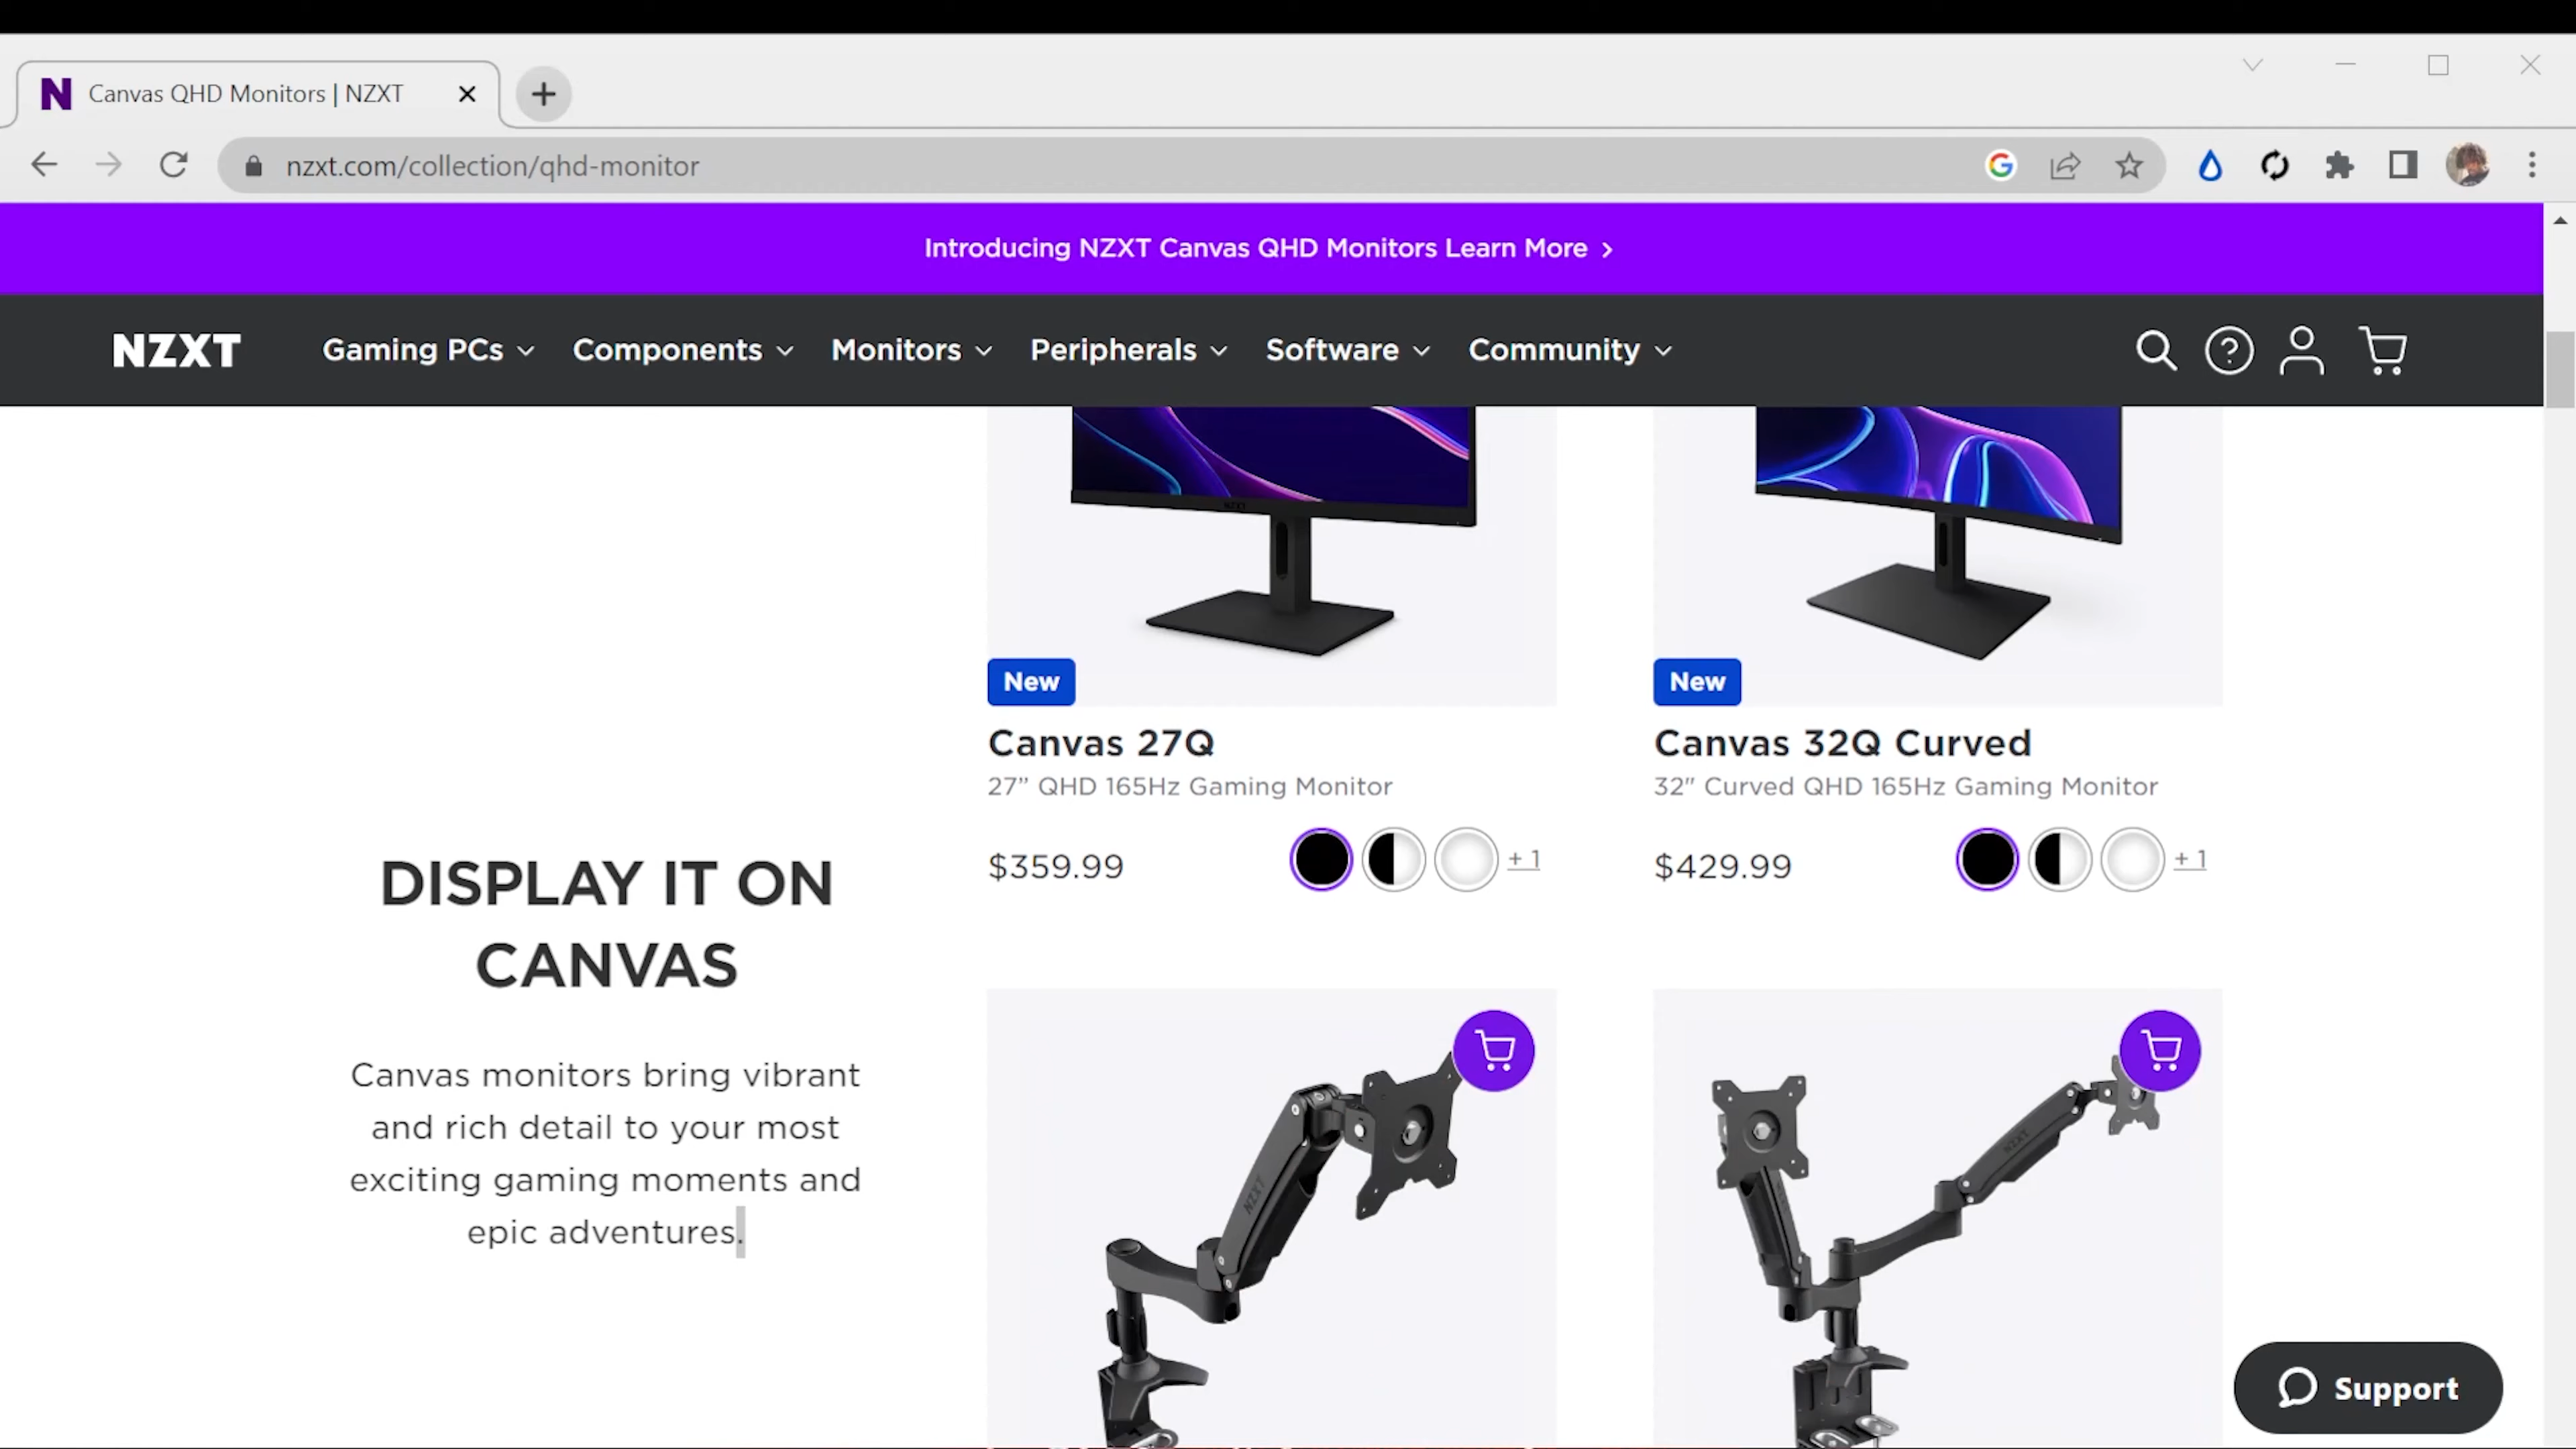 Canvas QHD Monitors | NZXT
nzxt.com/collection/qhd-monitor
Introducing NZXT Canvas QHD Monitors Learn More
NZXT
Gaming PCs
Components
Monitors
Peripherals
Software
Community
New
Canvas 27Q
27” QHD 165Hz Gaming Monitor
$359.99
+ 1
New
Canvas 32Q Curved
32" Curved QHD 165Hz Gaming Monitor
$429.99
+ 1
DISPLAY IT ON
CANVAS
Canvas monitors bring vibrant
and rich detail to your most
exciting gaming moments and
epic adventures.
NZXT
NZXT
Support